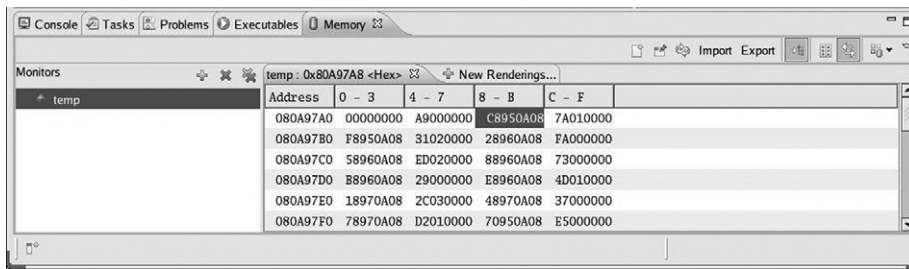 Console Tasks Problems Executables Memory
Import Export
Monitors
temp : 0x80A97A8 <Hex> New Renderings...
temp
Address 0 - 3 4 - 7 8 - B C - F
080A97A0 00000000 A9000000 C8950A08 7A010000
080A97B0 F8950A08 31020000 28960A08 FA000000
080A97C0 58960A08 ED020000 88960A08 73000000
080A97D0 B8960A08 29000000 E8960A08 4D010000
080A97E0 18970A08 2C030000 48970A08 37000000
080A97F0 78970A08 D2010000 70950A08 E5000000